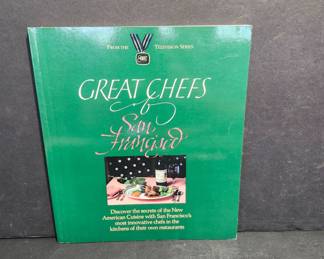 FROM THE TELEVISION SERIES
GREAT CHEFS
of
San
Francisco
Discover the secrets of the New
American Cuisine with San Francisco's
most innovative chefs in the
kitchens of their own restaurants